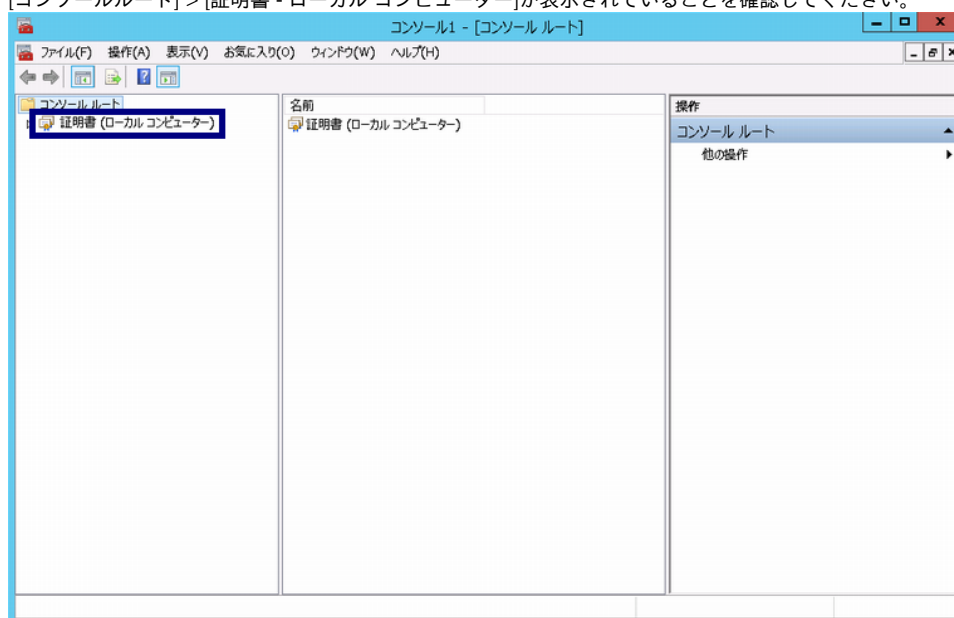 [コンソールルート] > [証明書 - ローカル コンピューター]が表示されていることを確認してください。
コンソール1 - [コンソール ルート]
ファイル(F) 操作(A) 表示(V) お気に入り(O) ウィンドウ(W) ヘルプ(H)
コンソール ルート
証明書 (ローカル コンピューター)
名前
証明書 (ローカル コンピューター)
操作
コンソール ルート
他の操作